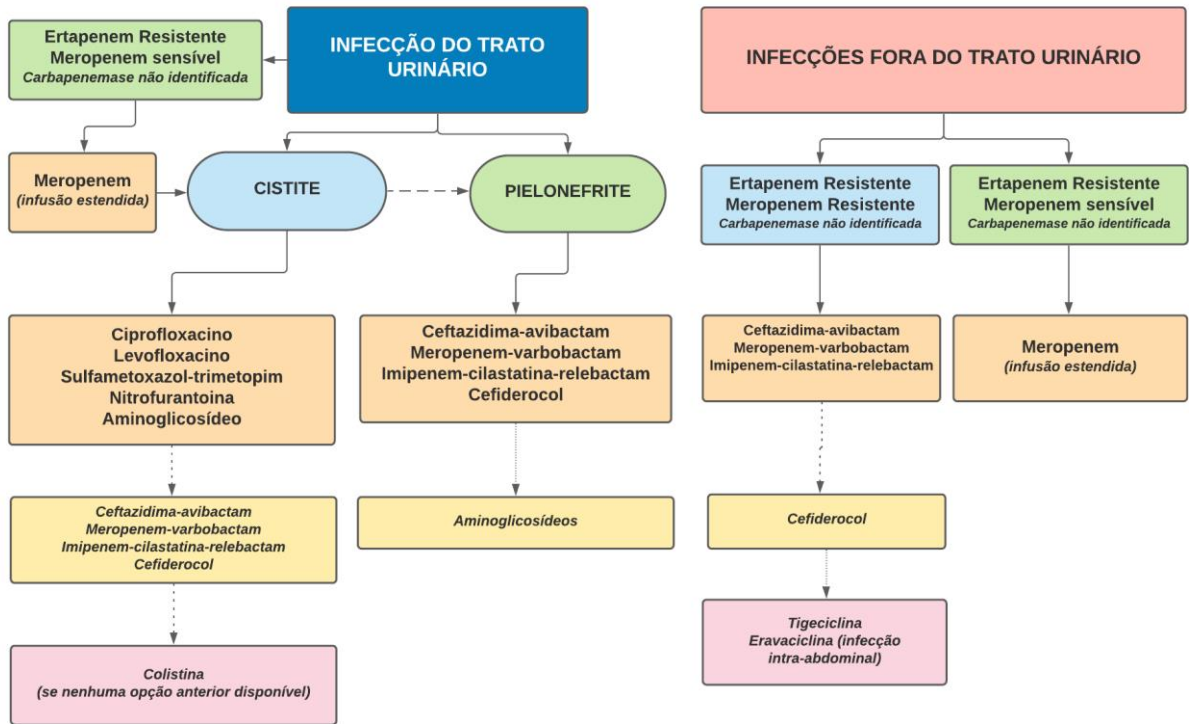 Ertapenem Resistente
Meropenem sensível
Carbapenemase não identificada
INFECÇÃO DO TRATO
URINÁRIO
INFECÇÕES FORA DO TRATO URINÁRIO
Meropenem
(infusão estendida)
CISTITE
PIELONEFRITE
Ertapenem Resistente
Meropenem Resistente
Carbapenemase não identificada
Ertapenem Resistente
Meropenem sensível
Carbapenemase não identificada
Ciprofloxacino
Levofloxacino
Sulfametoxazol-trimetopim
Nitrofurantoina
Aminoglicosídeo
Ceftazidima-avibactam
Meropenem-varbobactam
Imipenem-cilastatina-relebactam
Cefiderocol
Ceftazidima-avibactam
Meropenem-varbobactam
Imipenem-cilastatina-relebactam
Meropenem
(infusão estendida)
Ceftazidima-avibactam
Meropenem-varbobactam
Imipenem-cilastatina-relebactam
Cefiderocol
Aminoglicosídeos
Cefiderocol
Colistina
(se nenhuma opção anterior disponível)
Tigeciclina
Eravaciclina (infecção
intra-abdominal)